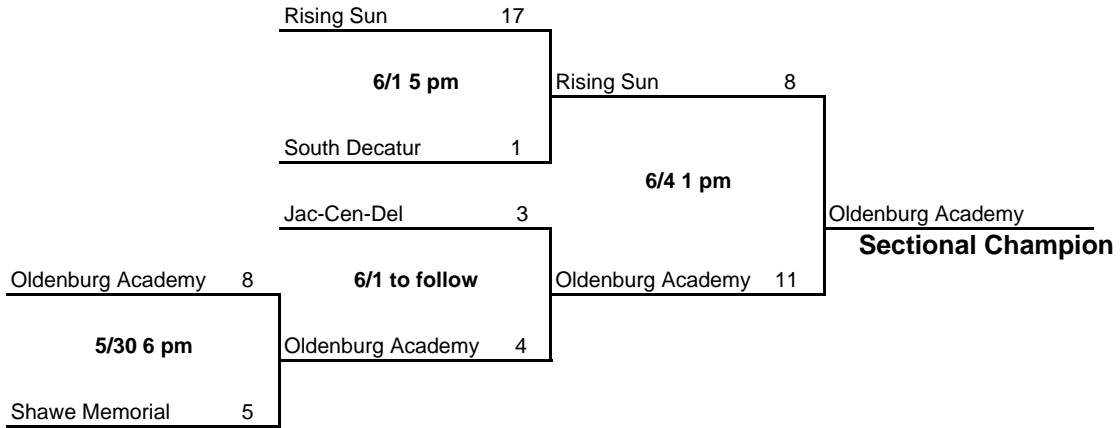 Rising Sun 17
6/1 5 pm
Rising Sun 8
South Decatur 1
6/4 1 pm
Jac-Cen-Del 3
Oldenburg Academy
Sectional Champion
Oldenburg Academy 8
6/1 to follow
Oldenburg Academy 11
5/30 6 pm
Oldenburg Academy 4
Shawe Memorial 5